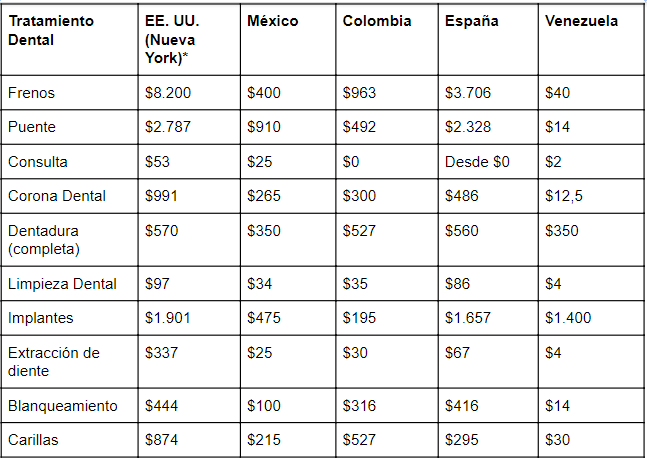 Tratamiento Dental EE. UU. (Nueva York)* México Colombia España Venezuela
Frenos $8.200 $400 $963 $3.706 $40
Puente $2.787 $910 $492 $2.328 $14
Consulta $53 $25 $0 Desde $0 $2
Corona Dental $991 $265 $300 $486 $12,5
Dentadura (completa) $570 $350 $527 $560 $350
Limpieza Dental $97 $34 $35 $86 $4
Implantes $1.901 $475 $195 $1.657 $1.400
Extracción de diente $337 $25 $30 $67 $4
Blanqueamiento $444 $100 $316 $416 $14
Carillas $874 $215 $527 $295 $30